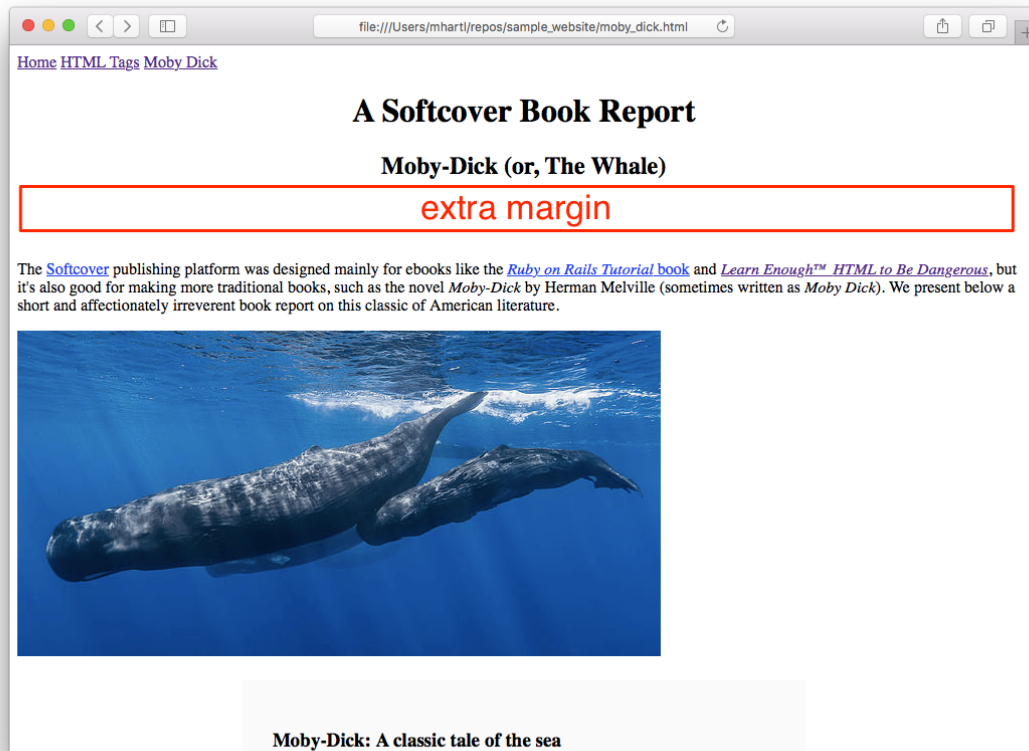 file:///Users/mhartl/repos/sample_website/moby_dick.html
Home HTML Tags Moby Dick
A Softcover Book Report
Moby-Dick (or, The Whale)
extra margin
The Softcover publishing platform was designed mainly for ebooks like the Ruby on Rails Tutorial book and Learn Enough™ HTML to Be Dangerous, but
it's also good for making more traditional books, such as the novel Moby-Dick by Herman Melville (sometimes written as Moby Dick). We present below a
short and affectionately irreverent book report on this classic of American literature.
Moby-Dick: A classic tale of the sea